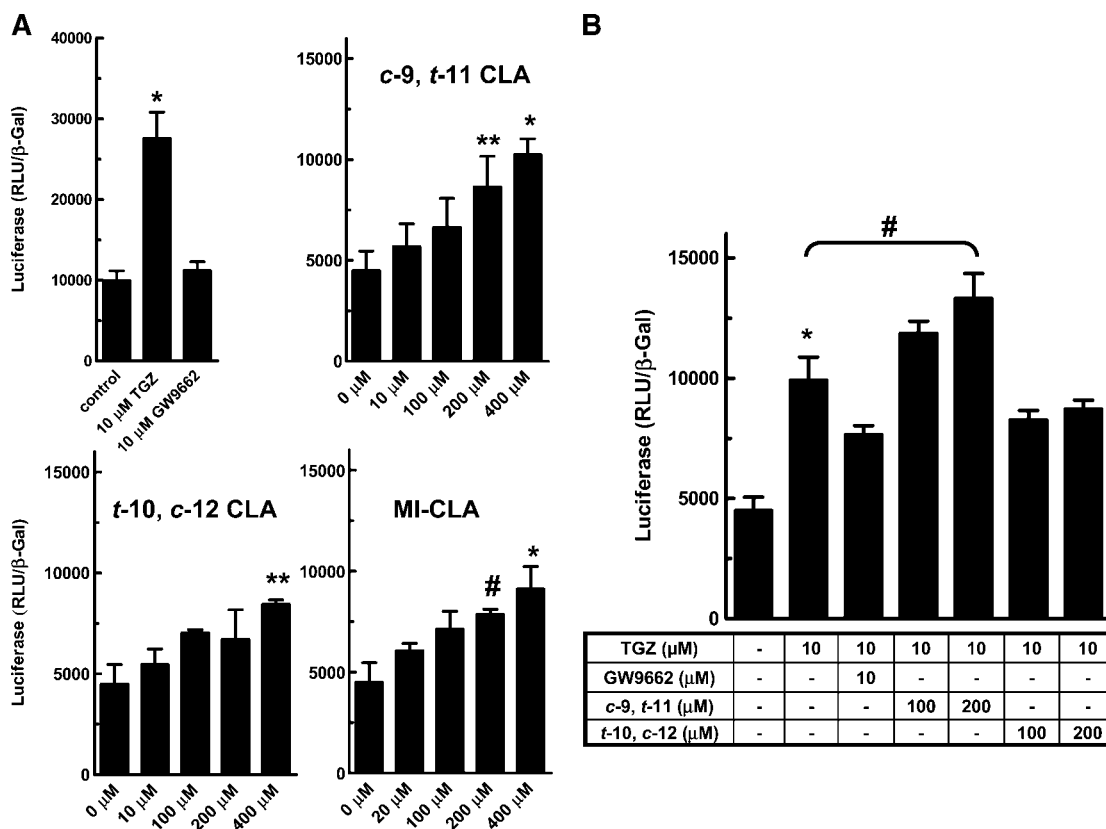 A
Luciferase (RLU/β-Gal)
40000
30000
20000
10000
0
*
control
10 μM TGZ
10 μM GW9662
c-9, t-11 CLA
15000
10000
5000
0
**
*
0 μM
10 μM
100 μM
200 μM
400 μM
Luciferase (RLU/β-Gal)
t-10, c-12 CLA
15000
10000
5000
0
**
0 μM
10 μM
100 μM
200 μM
400 μM
MI-CLA
15000
10000
5000
0
#
*
0 μM
20 μM
100 μM
200 μM
400 μM
B
Luciferase (RLU/β-Gal)
15000
10000
5000
0
#
*
TGZ (μM) - 10 10 10 10 10 10
GW9662 (μM) - - 10 - - - -
c-9, t-11 (μM) - - - 100 200 - -
t-10, c-12 (μM) - - - - - 100 200